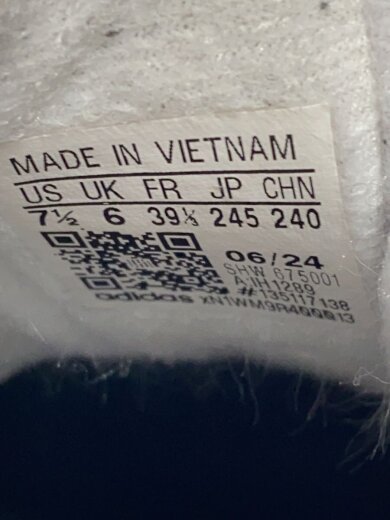 MADE IN VIETNAM
US UK FR JP CHN
7½ 6 39⅓ 245 240
06/24
SHW 675001
#135117138
adidas